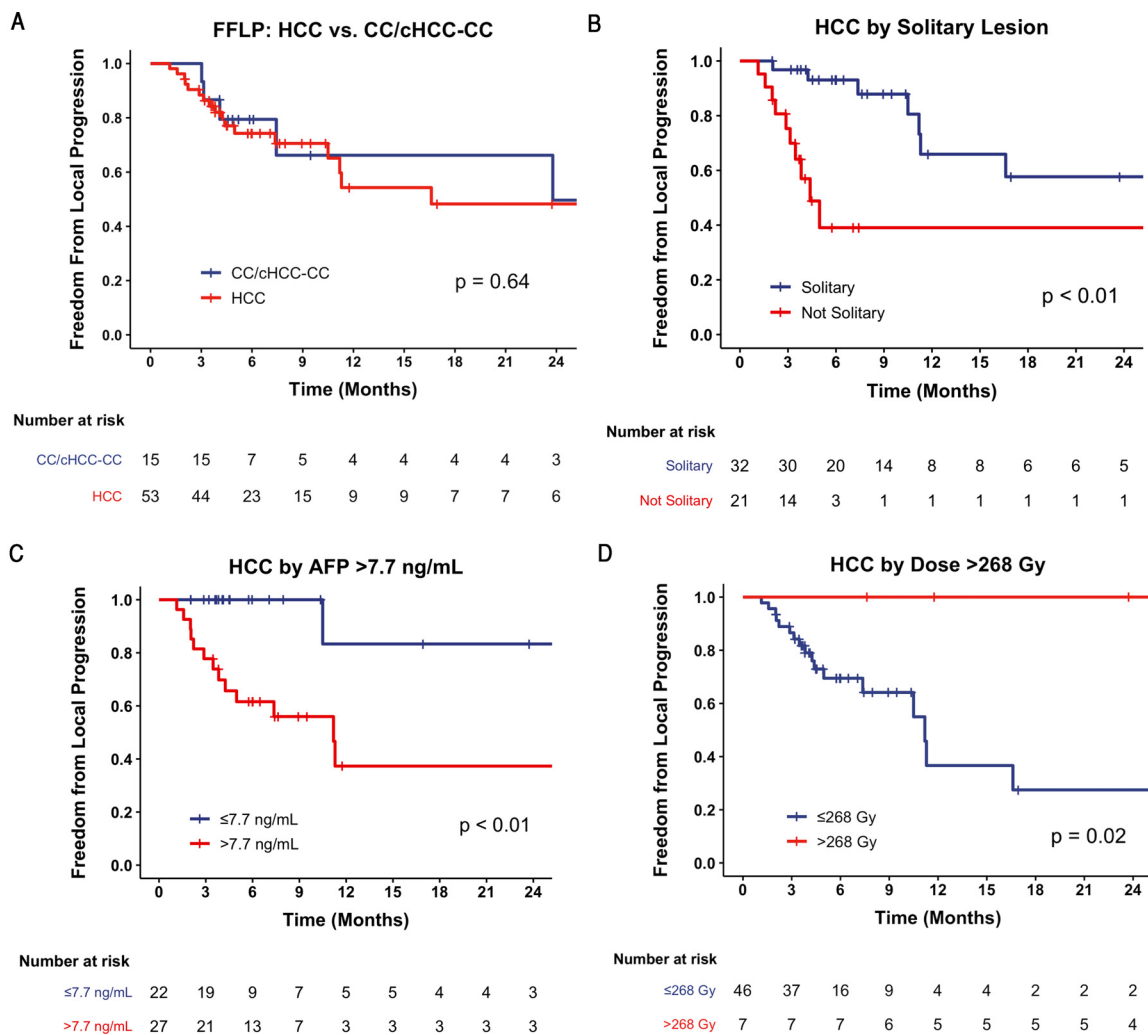 A
FFLP: HCC vs. CC/cHCC-CC
Freedom From Local Progression
1.0
0.8
0.6
0.4
0.2
0.0
CC/cHCC-CC
HCC
p = 0.64
0 3 6 9 12 15 18 21 24
Time (Months)
Number at risk
CC/cHCC-CC 15 15 7 5 4 4 4 4 3
HCC 53 44 23 15 9 9 7 7 6
B
HCC by Solitary Lesion
Freedom from Local Progression
1.0
0.8
0.6
0.4
0.2
0.0
Solitary
Not Solitary
p < 0.01
0 3 6 9 12 15 18 21 24
Time (Months)
Number at risk
Solitary 32 30 20 14 8 8 6 6 5
Not Solitary 21 14 3 1 1 1 1 1 1
C
HCC by AFP >7.7 ng/mL
Freedom from Local Progression
1.0
0.8
0.6
0.4
0.2
0.0
≤7.7 ng/mL
>7.7 ng/mL
p < 0.01
0 3 6 9 12 15 18 21 24
Time (Months)
Number at risk
≤7.7 ng/mL 22 19 9 7 5 5 4 4 3
>7.7 ng/mL 27 21 13 7 3 3 3 3 3
D
HCC by Dose >268 Gy
Freedom from Local Progression
1.0
0.8
0.6
0.4
0.2
0.0
≤268 Gy
>268 Gy
p = 0.02
0 3 6 9 12 15 18 21 24
Time (Months)
Number at risk
≤268 Gy 46 37 16 9 4 4 2 2 2
>268 Gy 7 7 7 6 5 5 5 5 4